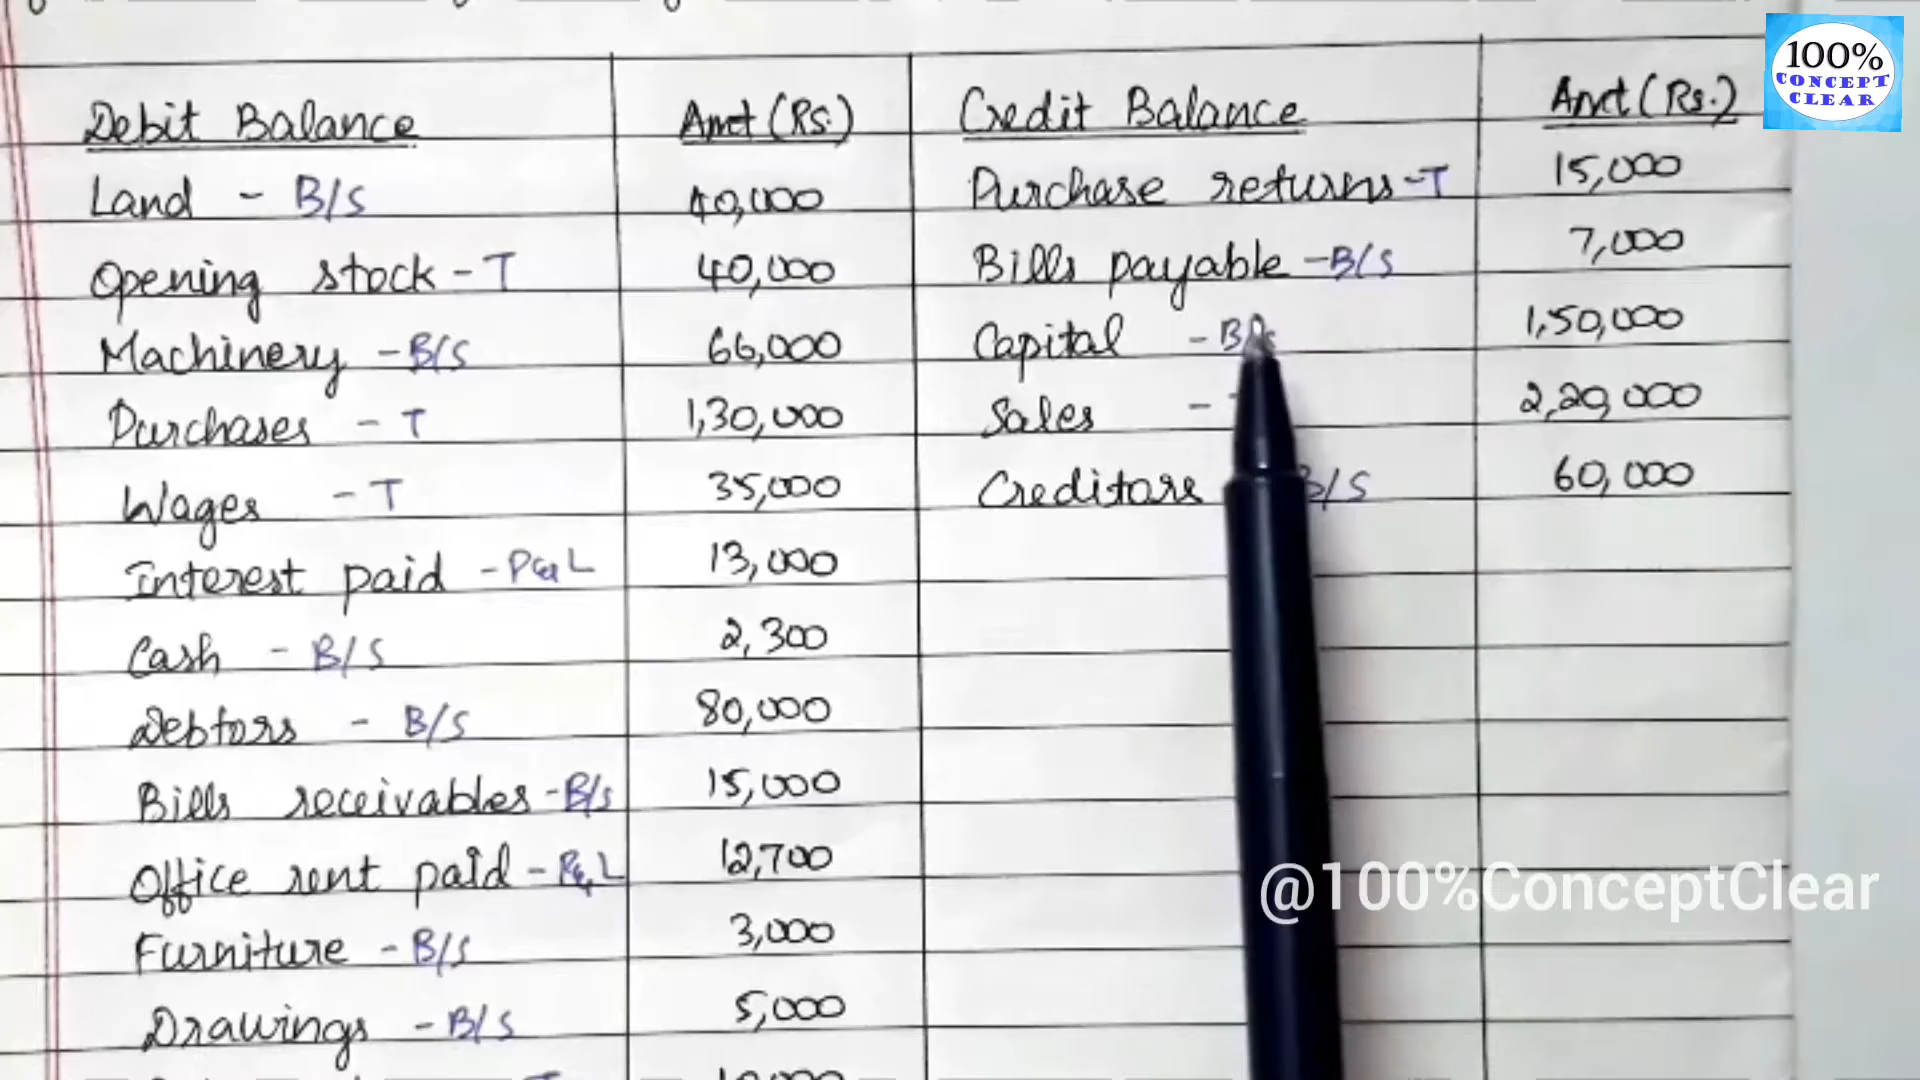 100%
CONCEPT
CLEAR
Debit Balance Amt (Rs.) Credit Balance Amt (Rs.)
Land - B/S 40,000 Purchase returns - T 15,000
Opening stock - T 40,000 Bills payable - B/S 7,000
Machinery - B/S 66,000 Capital - B/S 1,50,000
Purchases - T 1,30,000 Sales - 2,29,000
Wages - T 35,000 Creditors B/S 60,000
Interest paid - P&L 13,000
Cash - B/S 2,300
Debtors - B/S 80,000
Bills receivables - B/S 15,000
Office rent paid - P&L 12,700
Furniture - B/S 3,000
Drawings - B/S 5,000
@100%ConceptClear